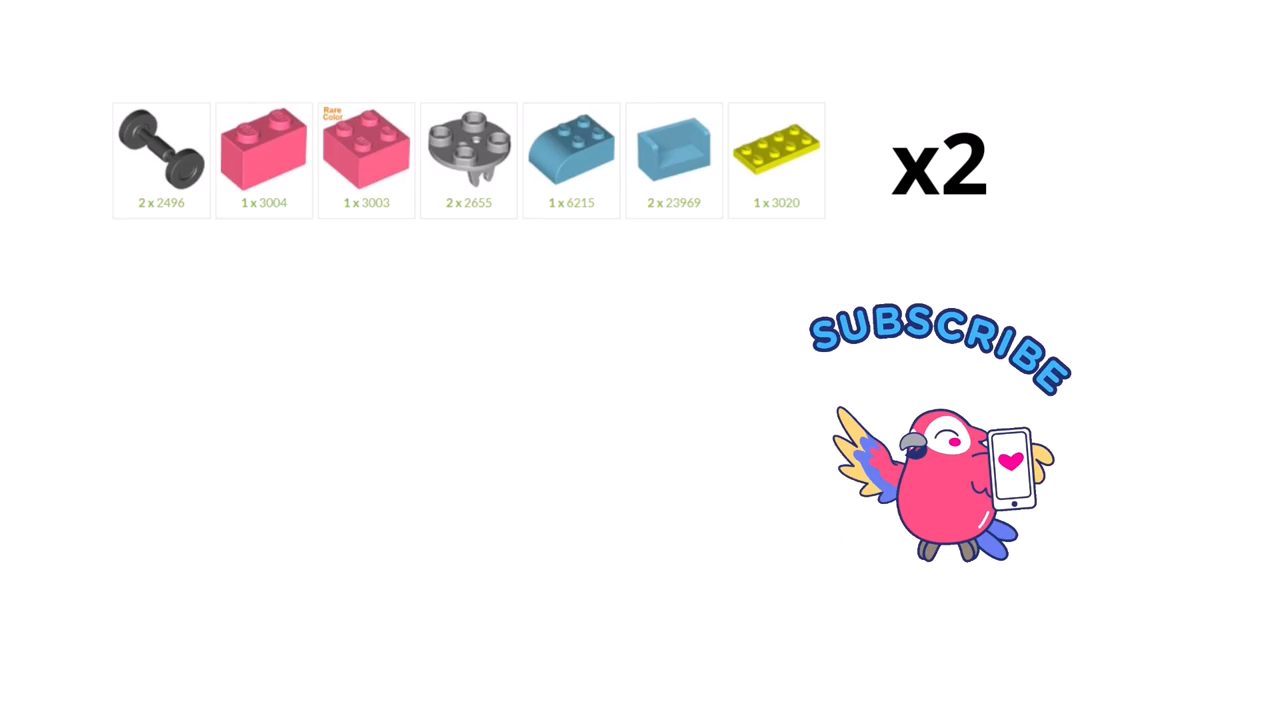 Rare
Color
2 x 2496
1 x 3004
1 x 3003
2 x 2655
1 x 6215
2 x 23969
1 x 3020
x2
SUBSCRIBE